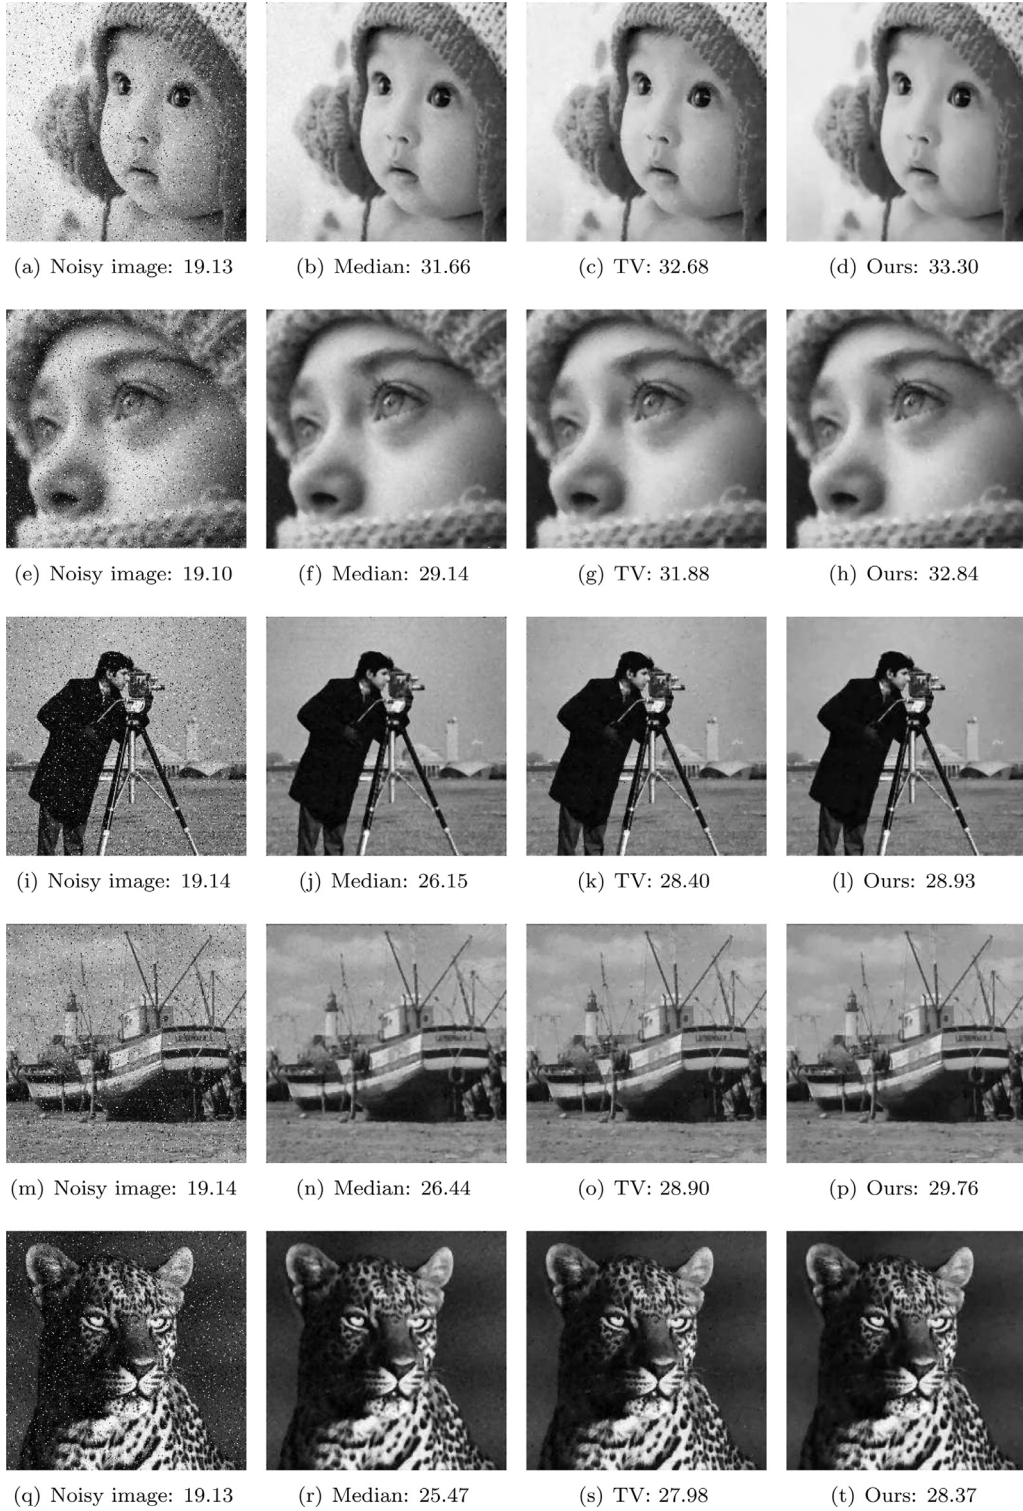 (a) Noisy image: 19.13 (b) Median: 31.66 (c) TV: 32.68 (d) Ours: 33.30
(e) Noisy image: 19.10 (f) Median: 29.14 (g) TV: 31.88 (h) Ours: 32.84
(i) Noisy image: 19.14 (j) Median: 26.15 (k) TV: 28.40 (l) Ours: 28.93
(m) Noisy image: 19.14 (n) Median: 26.44 (o) TV: 28.90 (p) Ours: 29.76
(q) Noisy image: 19.13 (r) Median: 25.47 (s) TV: 27.98 (t) Ours: 28.37